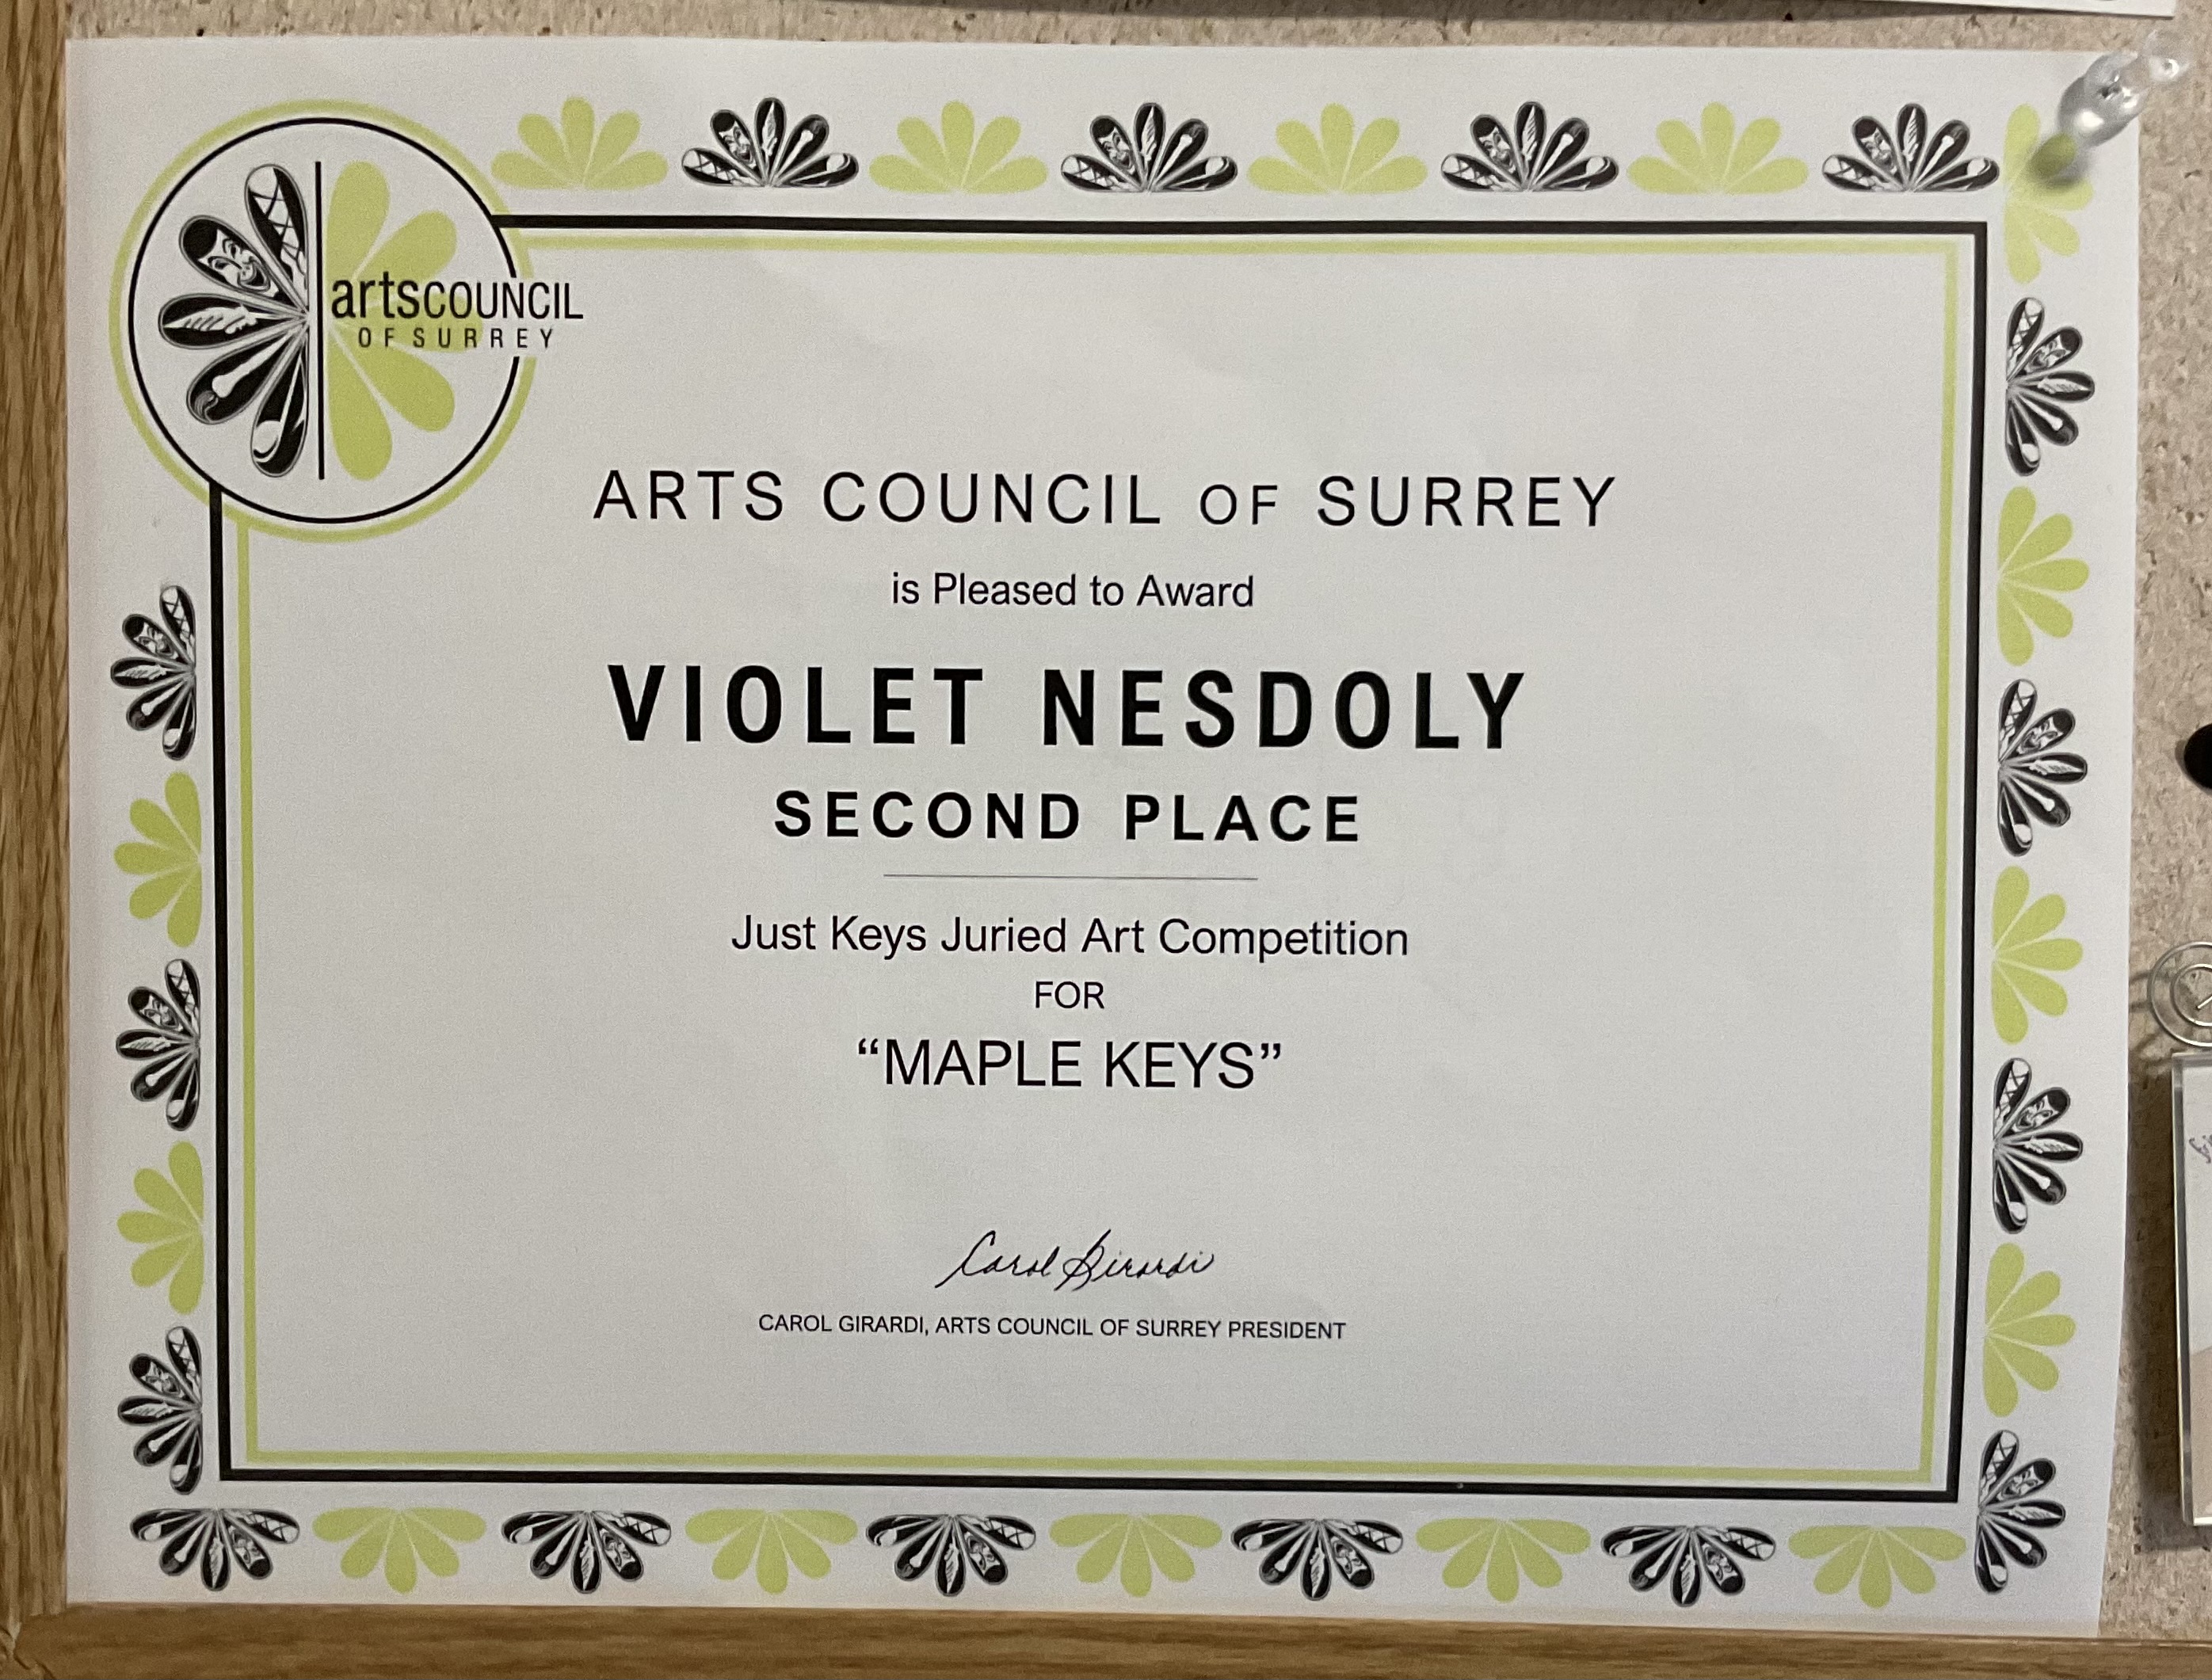 artsCOUNCIL
OF SURREY
ARTS COUNCIL OF SURREY
is Pleased to Award
VIOLET NESDOLY
SECOND PLACE
Just Keys Juried Art Competition
FOR
“MAPLE KEYS”
Carol Girardi
CAROL GIRARDI, ARTS COUNCIL OF SURREY PRESIDENT